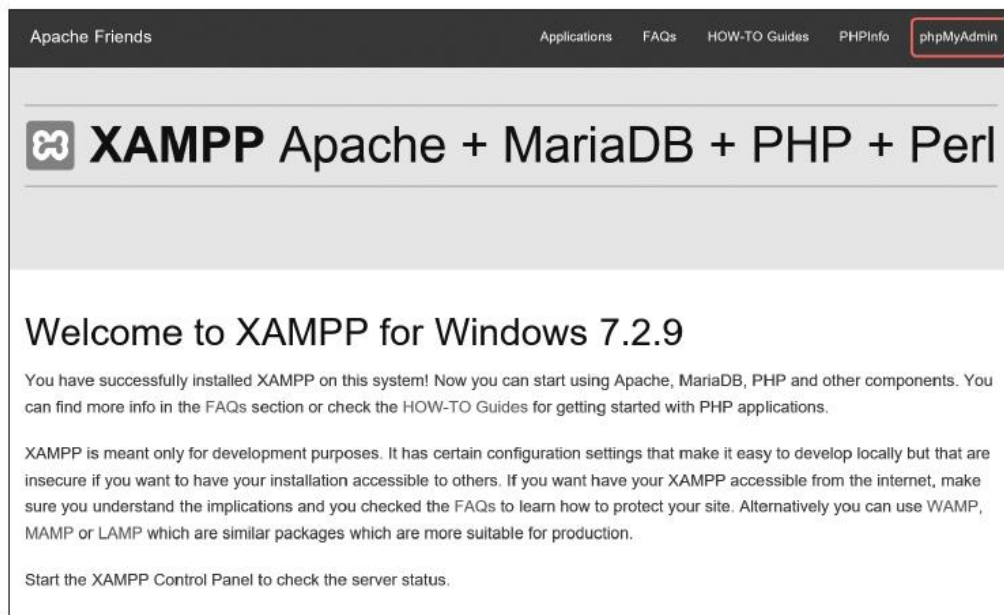 Apache Friends
Applications FAQs HOW-TO Guides PHPInfo phpMyAdmin
XAMPP Apache + MariaDB + PHP + Perl
Welcome to XAMPP for Windows 7.2.9
You have successfully installed XAMPP on this system! Now you can start using Apache, MariaDB, PHP and other components. You
can find more info in the FAQs section or check the HOW-TO Guides for getting started with PHP applications.
XAMPP is meant only for development purposes. It has certain configuration settings that make it easy to develop locally but that are
insecure if you want to have your installation accessible to others. If you want have your XAMPP accessible from the internet, make
sure you understand the implications and you checked the FAQs to learn how to protect your site. Alternatively you can use WAMP,
MAMP or LAMP which are similar packages which are more suitable for production.
Start the XAMPP Control Panel to check the server status.